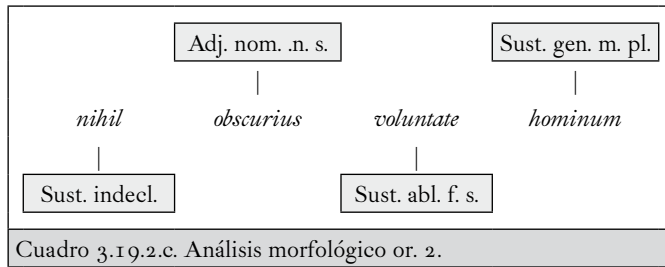 Adj. nom. .n. s. Sust. gen. m. pl.
nihil obscurius voluntate hominum
Sust. indecl. Sust. abl. f. s.
Cuadro 3.19.2.c. Análisis morfológico or. 2.